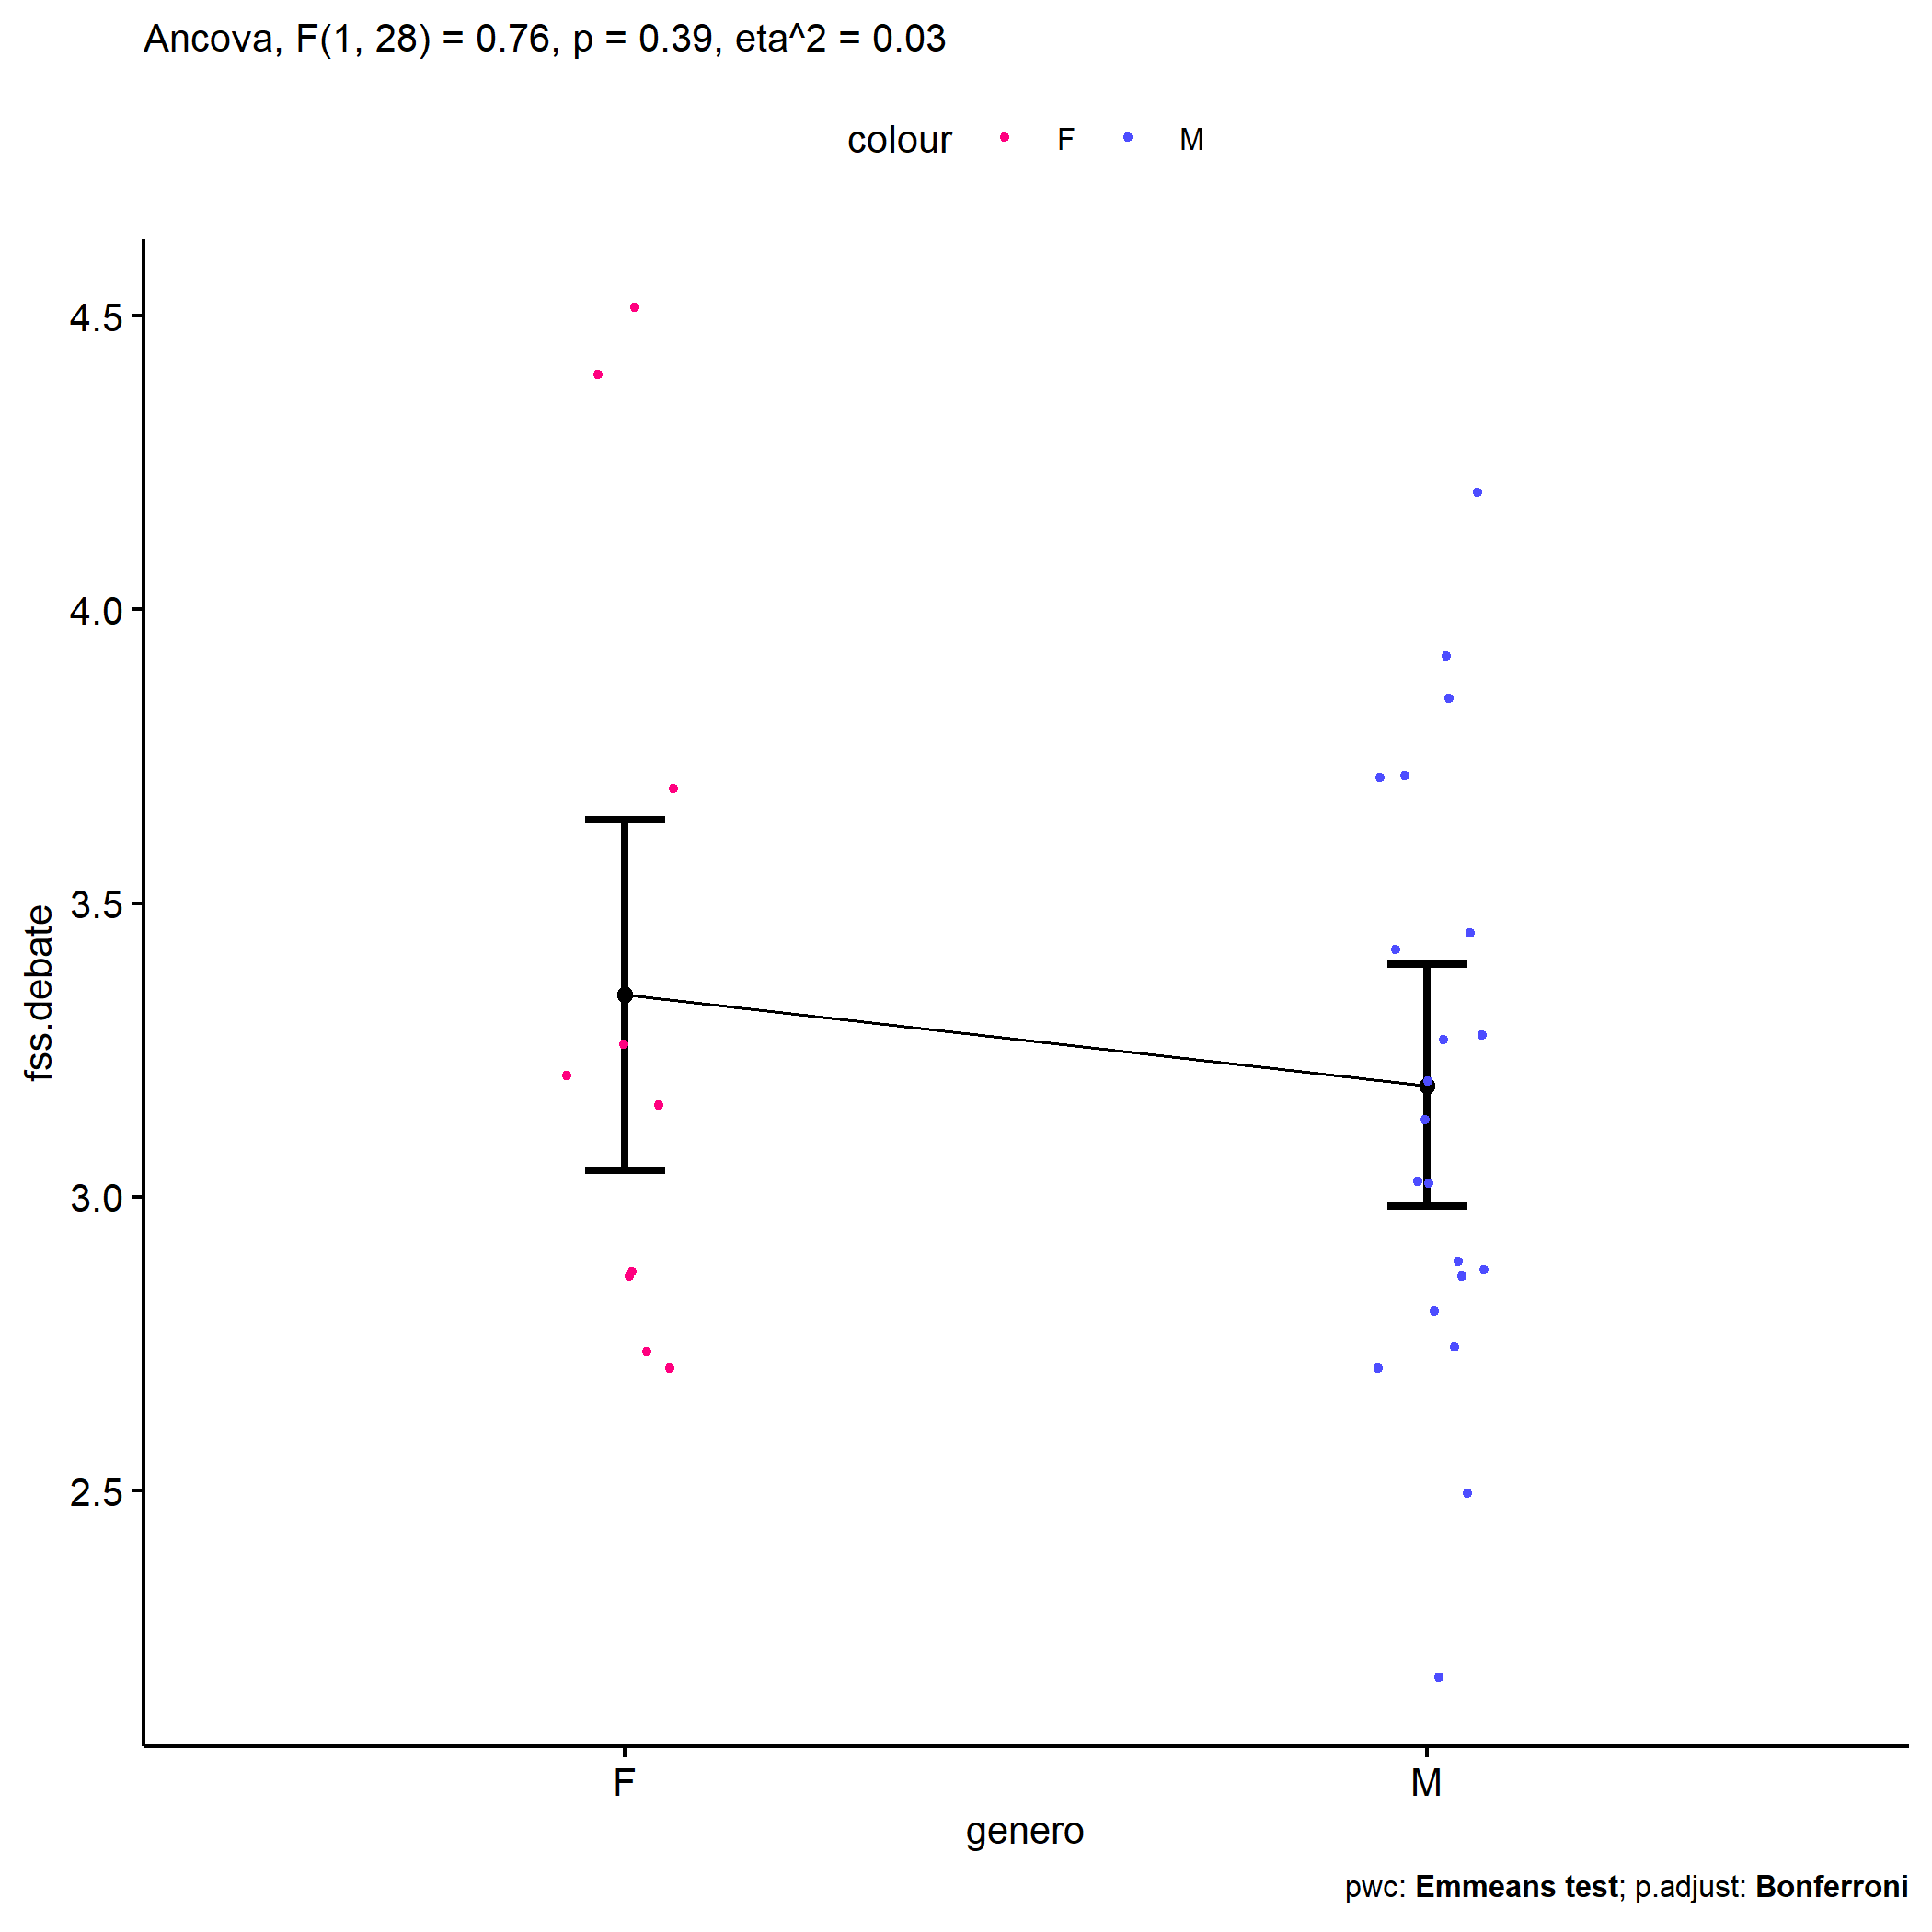 Ancova, F(1, 28) = 0.76, p = 0.39, eta^2 = 0.03
colour F M
4.5
4.0
3.5
3.0
2.5
fss.debate
F M
genero
pwc: Emmeans test; p.adjust: Bonferroni